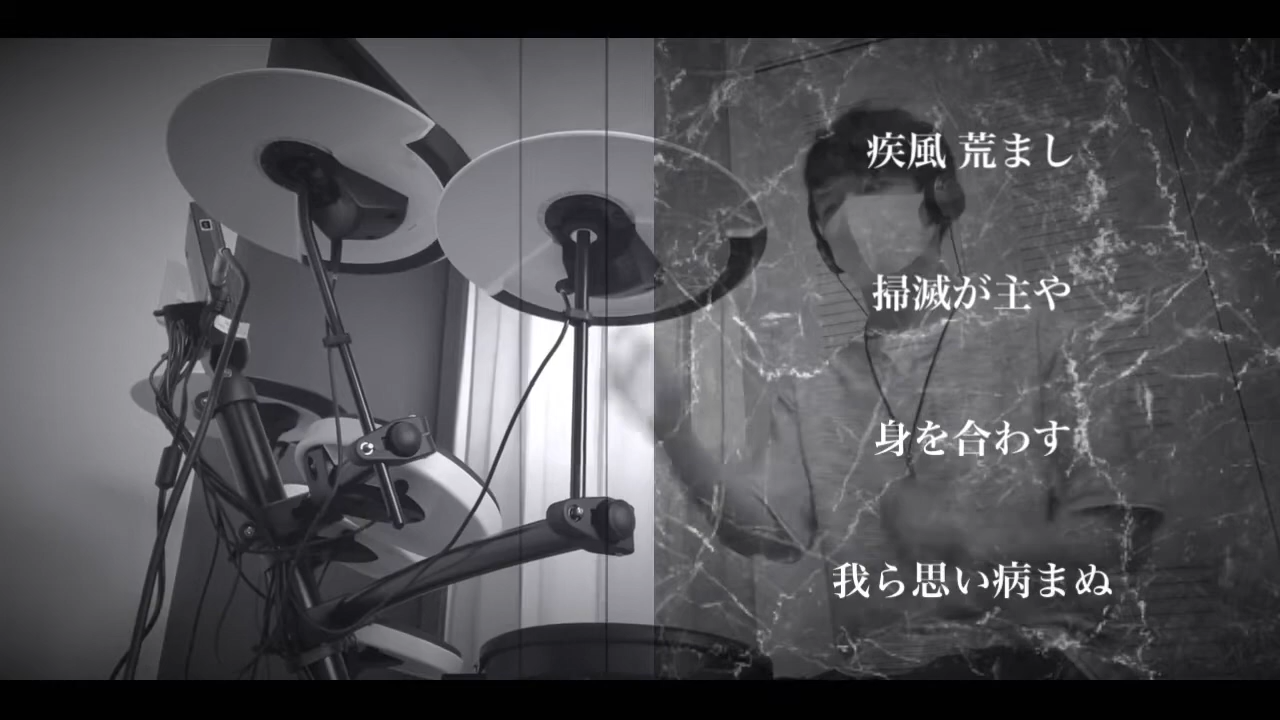 疾風 荒まし
掃滅が主や
身を合わす
我ら思い病まぬ